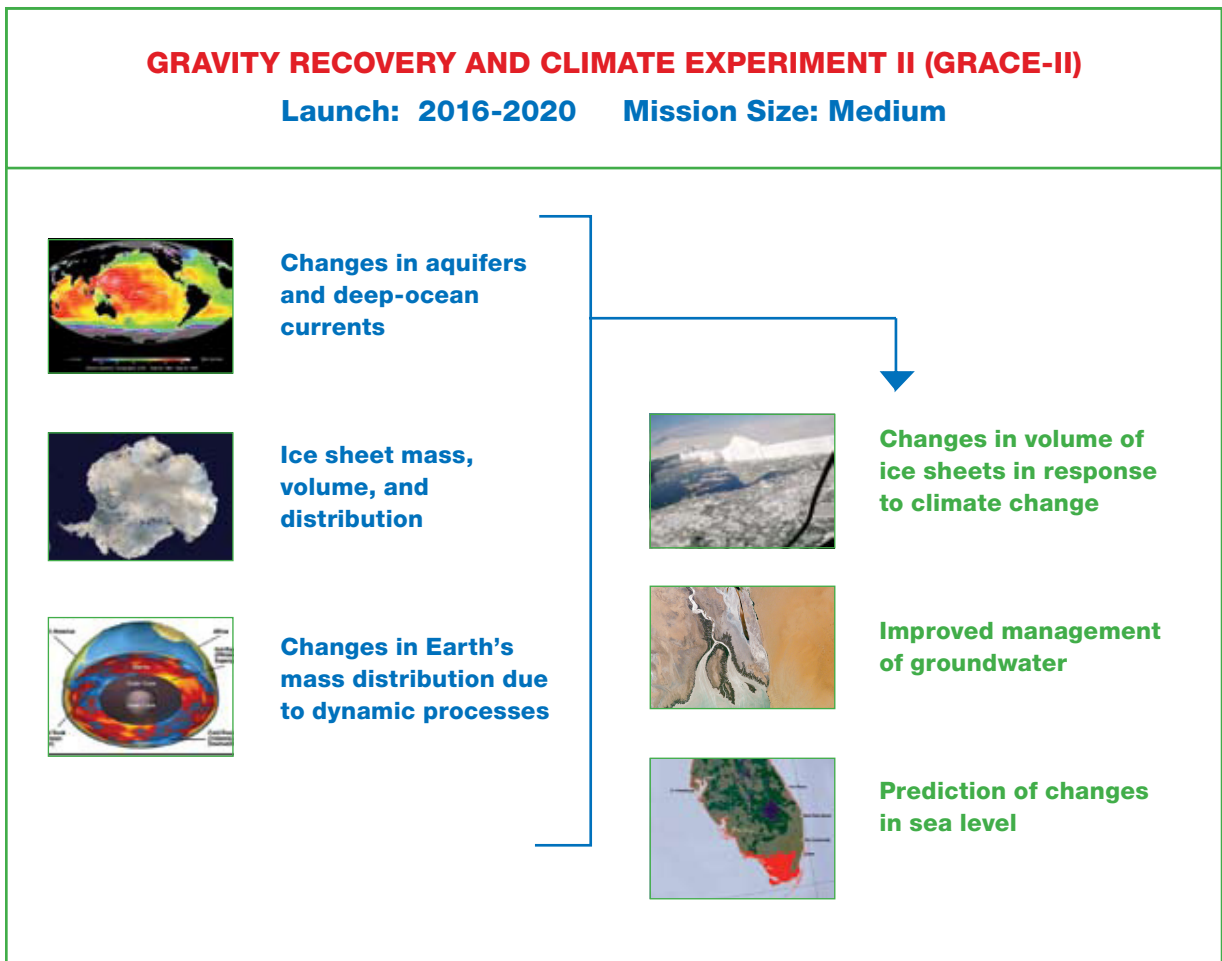 GRAVITY RECOVERY AND CLIMATE EXPERIMENT II (GRACE-II)
Launch: 2016-2020 Mission Size: Medium
Changes in aquifers
and deep-ocean
currents
Ice sheet mass,
volume, and
distribution
Changes in Earth’s
mass distribution due
to dynamic processes
Changes in volume of
ice sheets in response
to climate change
Improved management
of groundwater
Prediction of changes
in sea level